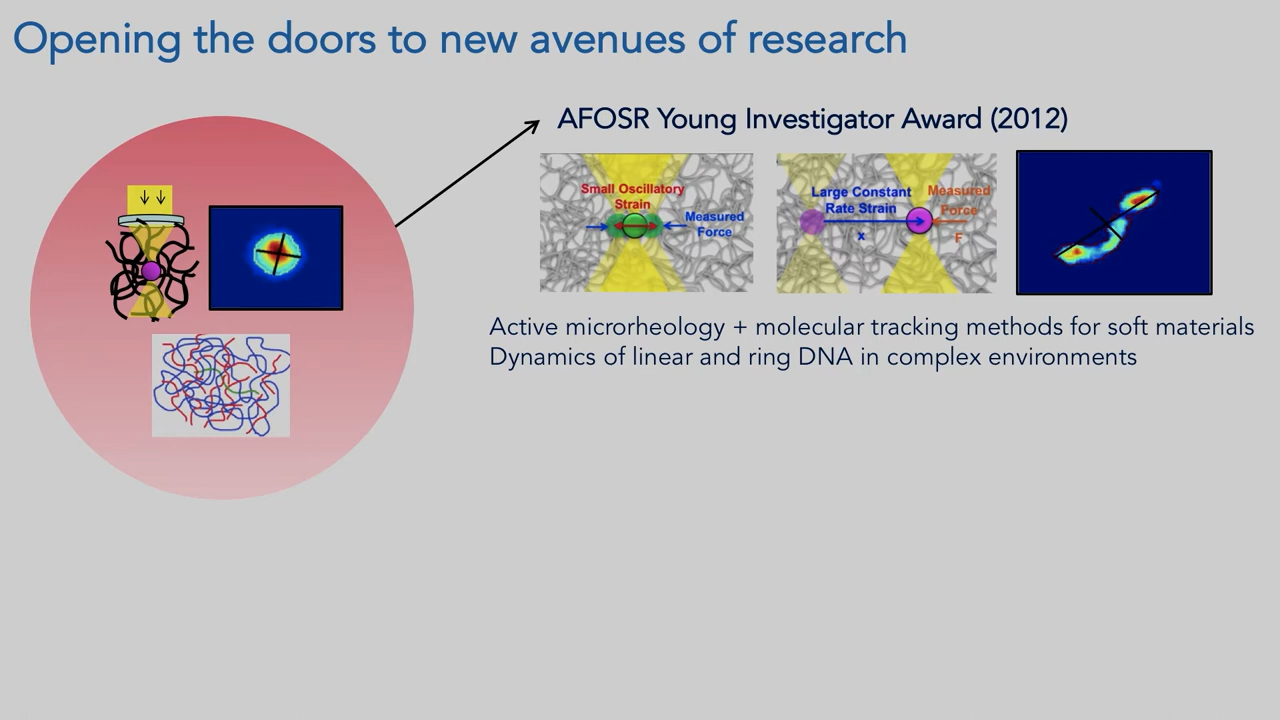 Opening the doors to new avenues of research
AFOSR Young Investigator Award (2012)
Small Oscillatory
Strain
Measured
Force
Large Constant
Rate Strain
x
Measured
Force
F
Active microrheology + molecular tracking methods for soft materials
Dynamics of linear and ring DNA in complex environments